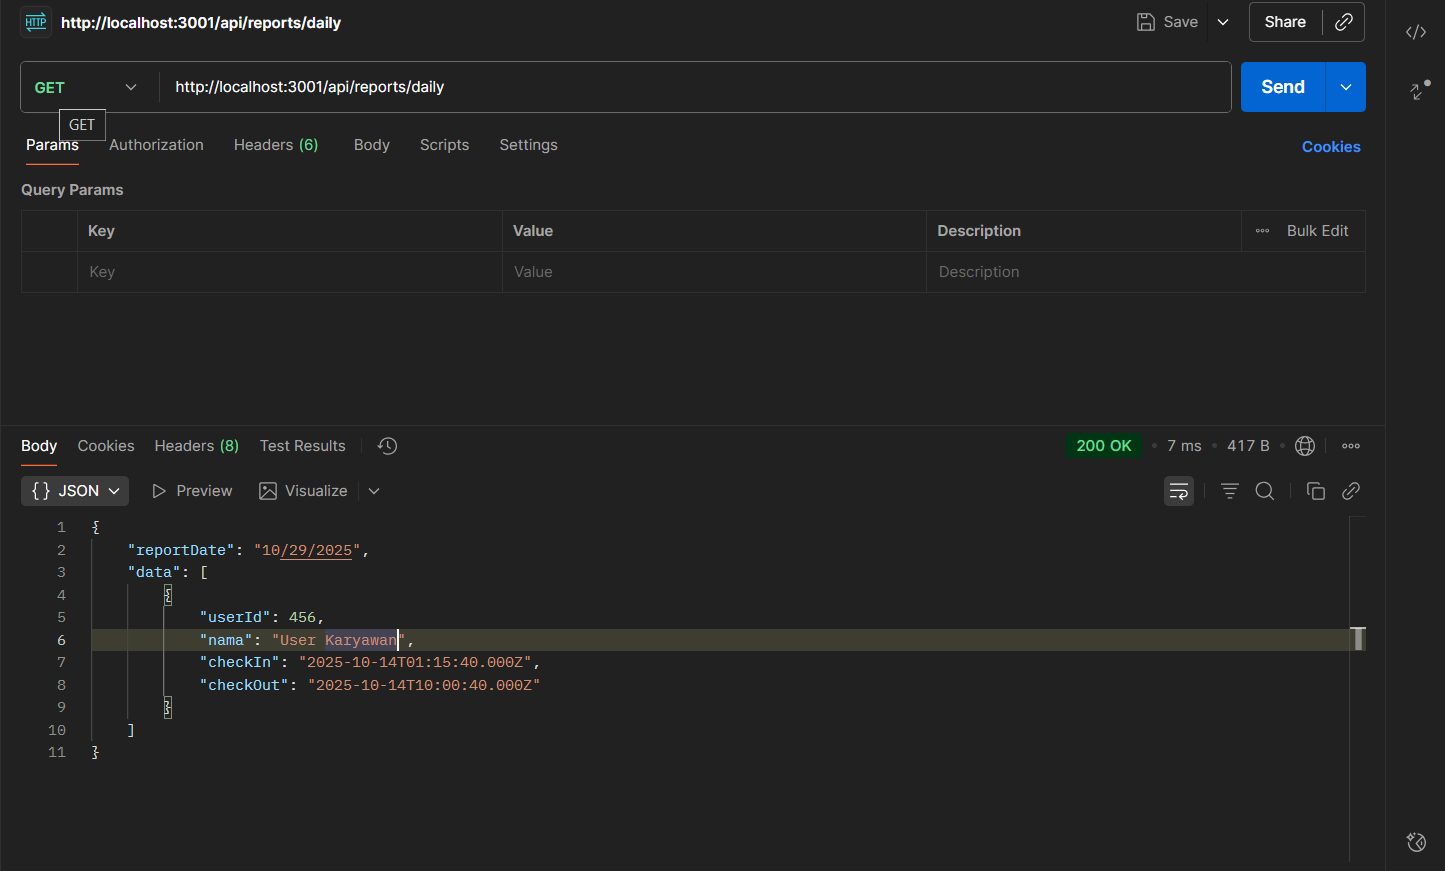 HTTP http://localhost:3001/api/reports/daily Save Share
GET http://localhost:3001/api/reports/daily Send
GET
Params Authorization Headers (6) Body Scripts Settings Cookies
Query Params
Key Value Description Bulk Edit
Key Value Description
Body Cookies Headers (8) Test Results 200 OK • 7 ms • 417 B •
{} JSON Preview Visualize
1 {
2 "reportDate": "10/29/2025",
3 "data": [
4 {
5 "userId": 456,
6 "nama": "User Karyawan",
7 "checkIn": "2025-10-14T01:15:40.000Z",
8 "checkOut": "2025-10-14T10:00:40.000Z"
9 }
10 ]
11 }